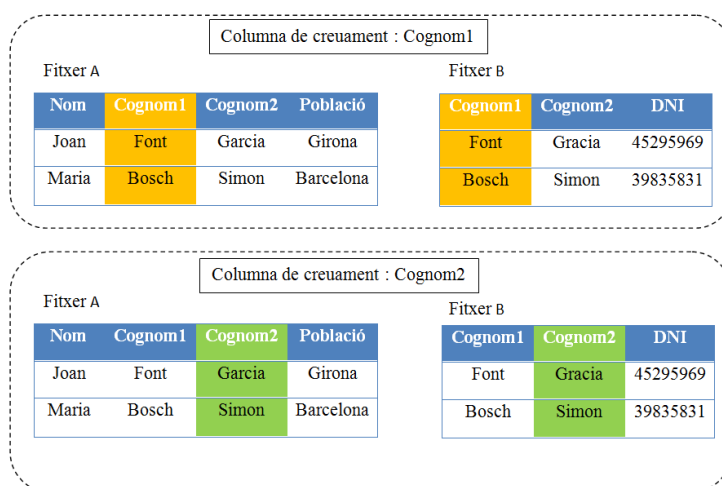 Columna de creuament : Cognom1
Fitxer A
Nom Cognom1 Cognom2 Població
Joan Font Garcia Girona
Maria Bosch Simon Barcelona
Fitxer B
Cognom1 Cognom2 DNI
Font Gracia 45295969
Bosch Simon 39835831
Columna de creuament : Cognom2
Fitxer A
Nom Cognom1 Cognom2 Població
Joan Font Garcia Girona
Maria Bosch Simon Barcelona
Fitxer B
Cognom1 Cognom2 DNI
Font Gracia 45295969
Bosch Simon 39835831